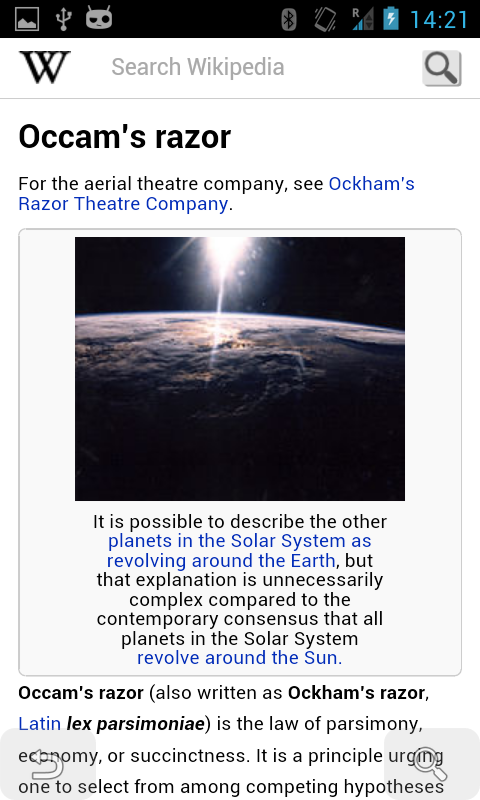 R
14:21
W
Search Wikipedia
Occam's razor
For the aerial theatre company, see Ockham's
Razor Theatre Company.
It is possible to describe the other
planets in the Solar System as
revolving around the Earth, but
that explanation is unnecessarily
complex compared to the
contemporary consensus that all
planets in the Solar System
revolve around the Sun.
Occam's razor (also written as Ockham's razor,
Latin lex parsimoniae) is the law of parsimony,
economy, or succinctness. It is a principle urging
one to select from among competing hypotheses